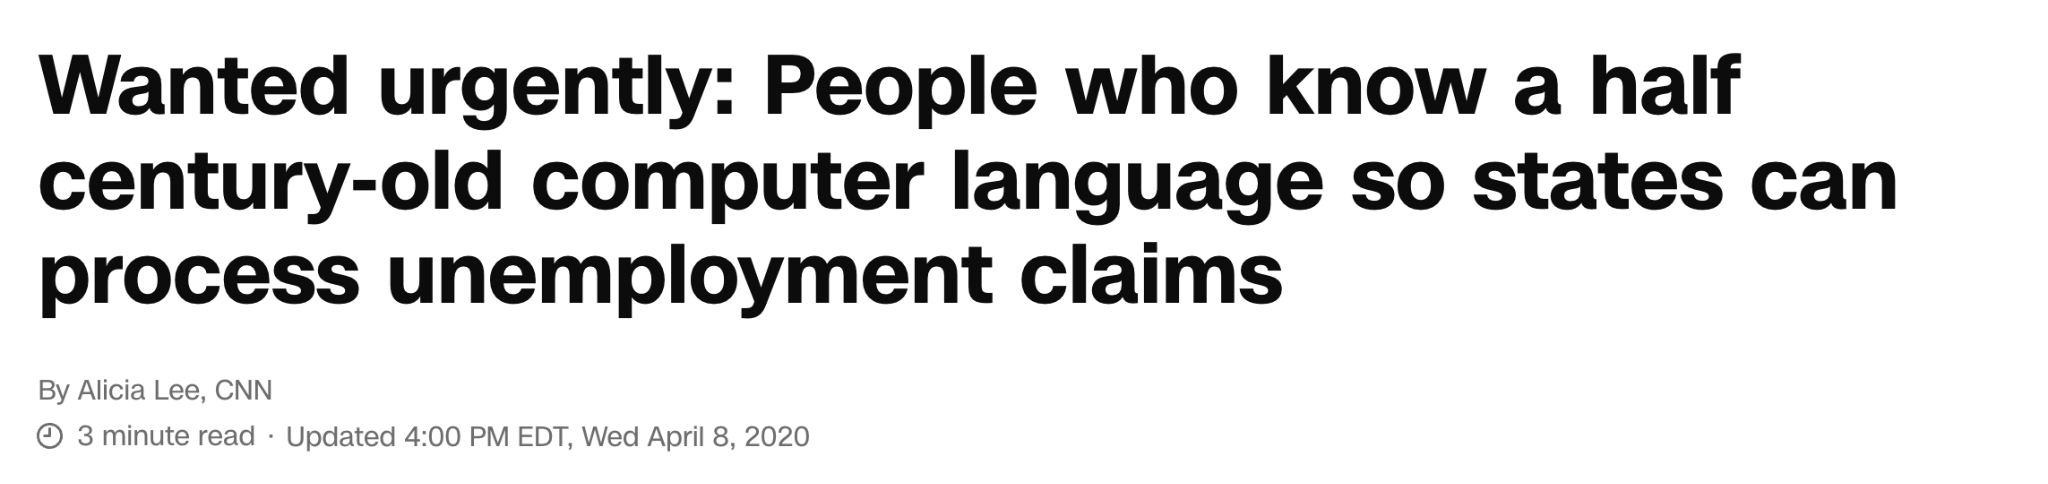 Wanted urgently: People who know a half
century-old computer language so states can
process unemployment claims
By Alicia Lee, CNN
3 minute read · Updated 4:00 PM EDT, Wed April 8, 2020